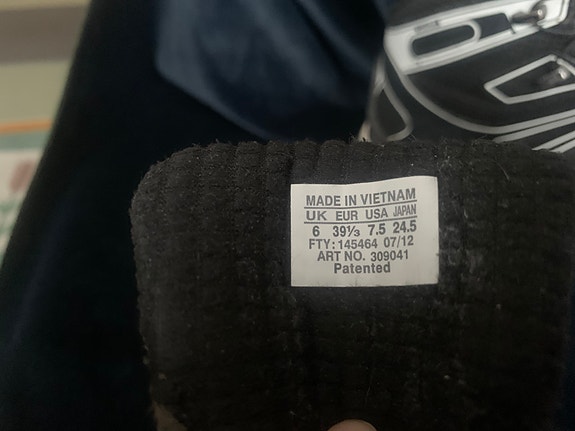 MADE IN VIETNAM
UK EUR USA JAPAN
6 39⅓ 7.5 24.5
FTY: 145464 07/12
ART NO. 309041
Patented